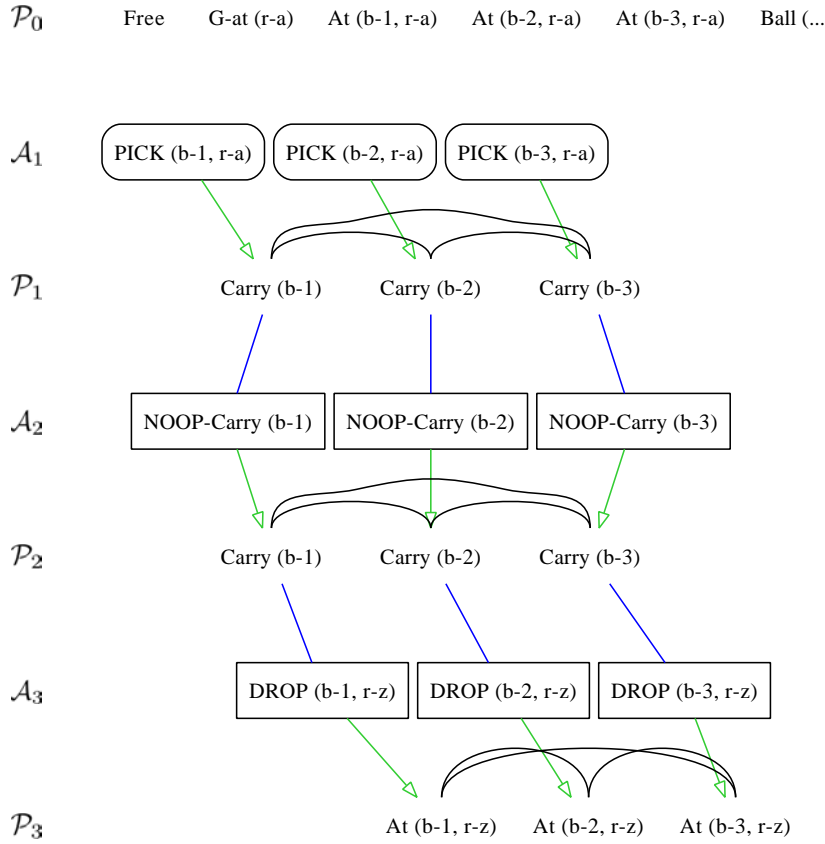 𝒫0 Free G-at (r-a) At (b-1, r-a) At (b-2, r-a) At (b-3, r-a) Ball (...
𝒜1 PICK (b-1, r-a) PICK (b-2, r-a) PICK (b-3, r-a)
𝒫1 Carry (b-1) Carry (b-2) Carry (b-3)
𝒜2 NOOP-Carry (b-1) NOOP-Carry (b-2) NOOP-Carry (b-3)
𝒫2 Carry (b-1) Carry (b-2) Carry (b-3)
𝒜3 DROP (b-1, r-z) DROP (b-2, r-z) DROP (b-3, r-z)
𝒫3 At (b-1, r-z) At (b-2, r-z) At (b-3, r-z)